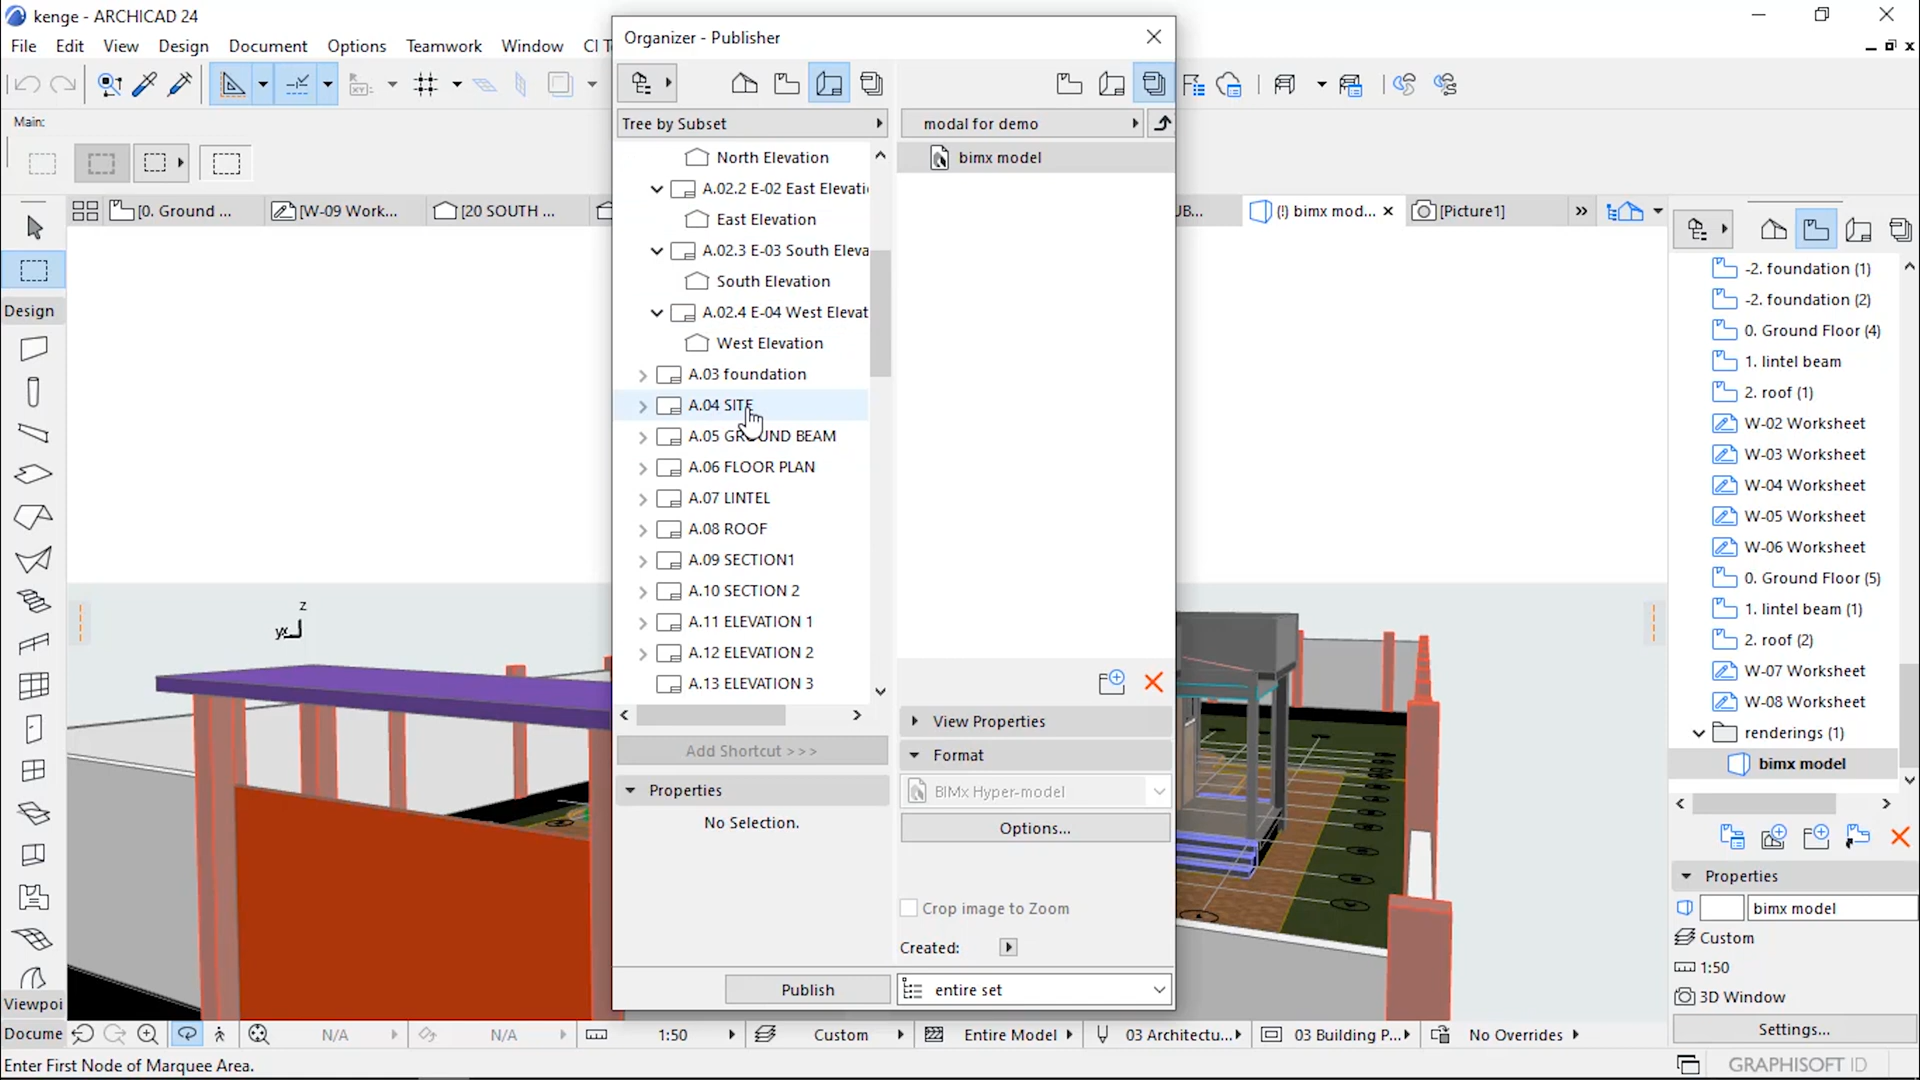 kenge - ARCHICAD 24
File Edit View Design Document Options Teamwork Window CI T
Main:
[0. Ground ... [W-09 Work... [20 SOUTH ... UB... (!) bimx mod... [Picture1]
Design
Viewpoi
Docume
z
yx
Organizer - Publisher
Tree by Subset
North Elevation
A.02.2 E-02 East Elevati
East Elevation
A.02.3 E-03 South Eleva
South Elevation
A.02.4 E-04 West Elevat
West Elevation
A.03 foundation
A.04 SITE
A.05 GROUND BEAM
A.06 FLOOR PLAN
A.07 LINTEL
A.08 ROOF
A.09 SECTION1
A.10 SECTION 2
A.11 ELEVATION 1
A.12 ELEVATION 2
A.13 ELEVATION 3
Add Shortcut >>>
Properties
No Selection.
modal for demo
bimx model
View Properties
Format
BIMx Hyper-model
Options...
Crop image to Zoom
Created:
Publish
entire set
-2. foundation (1)
-2. foundation (2)
0. Ground Floor (4)
1. lintel beam
2. roof (1)
W-02 Worksheet
W-03 Worksheet
W-04 Worksheet
W-05 Worksheet
W-06 Worksheet
0. Ground Floor (5)
1. lintel beam (1)
2. roof (2)
W-07 Worksheet
W-08 Worksheet
renderings (1)
bimx model
Properties
bimx model
Custom
1:50
3D Window
Settings...
N/A N/A 1:50 Custom Entire Model 03 Architectu... 03 Building P... No Overrides
Enter First Node of Marquee Area.
GRAPHISOFT ID